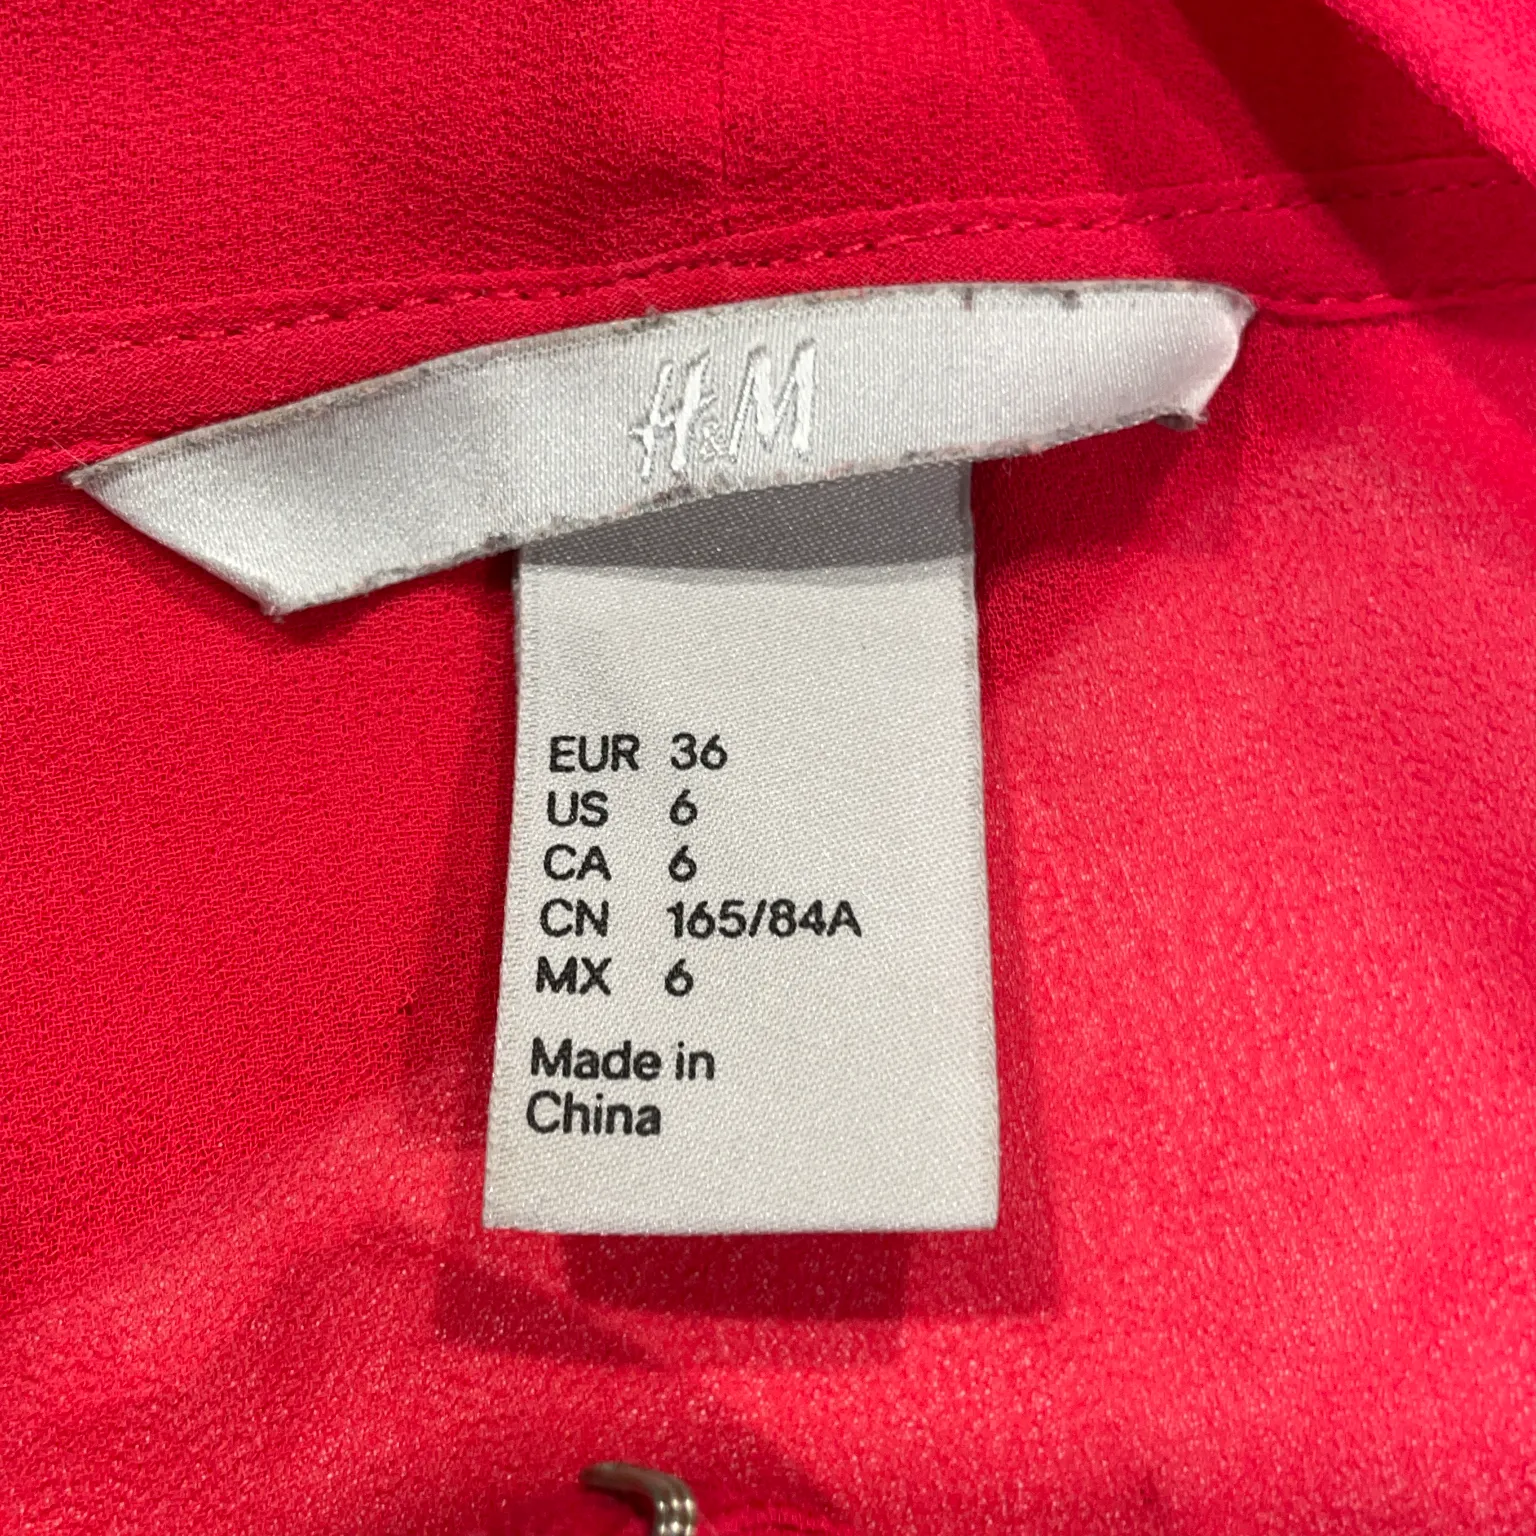 H&M
EUR 36
US 6
CA 6
CN 165/84A
MX 6
Made in
China